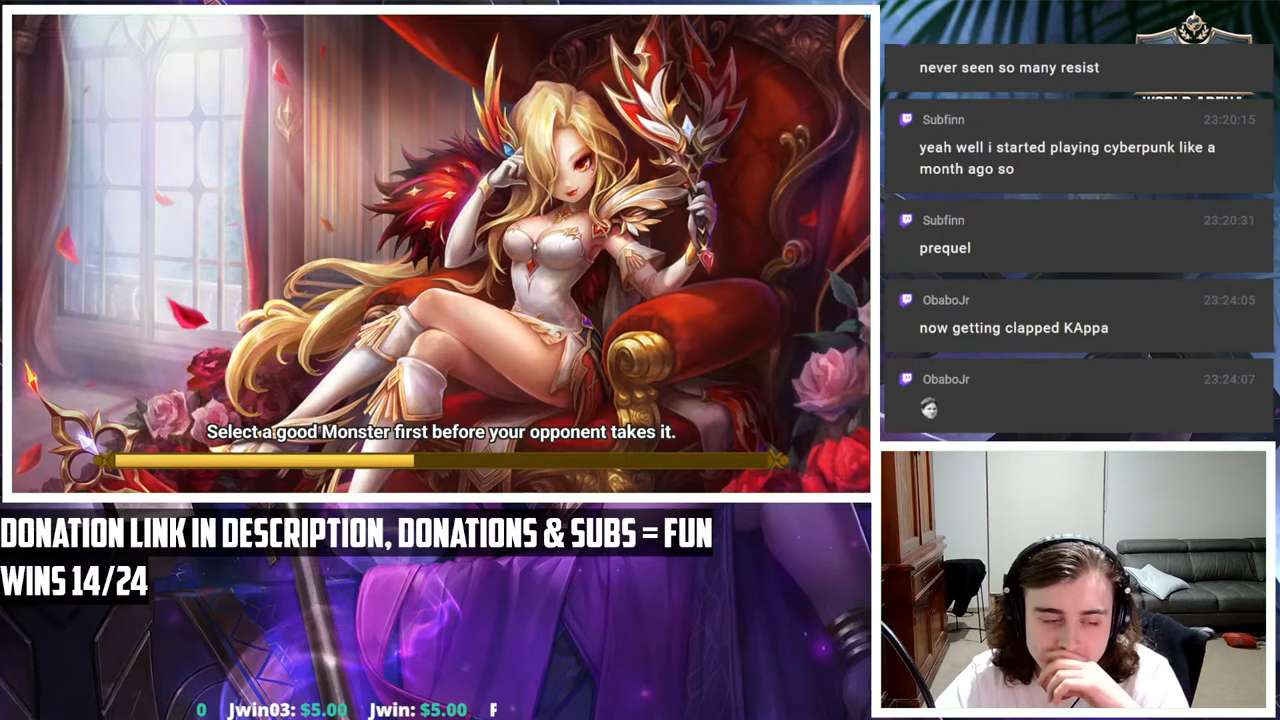 never seen so many resist
WORLD ARENA
Subfinn 23:20:15
yeah well i started playing cyberpunk like a
month ago so
Subfinn 23:20:31
prequel
ObaboJr 23:24:05
now getting clapped KAppa
ObaboJr 23:24:07
Select a good Monster first before your opponent takes it.
DONATION LINK IN DESCRIPTION, DONATIONS & SUBS = FUN
WINS 14/24
0 Jwin03: $5.00 Jwin: $5.00 F